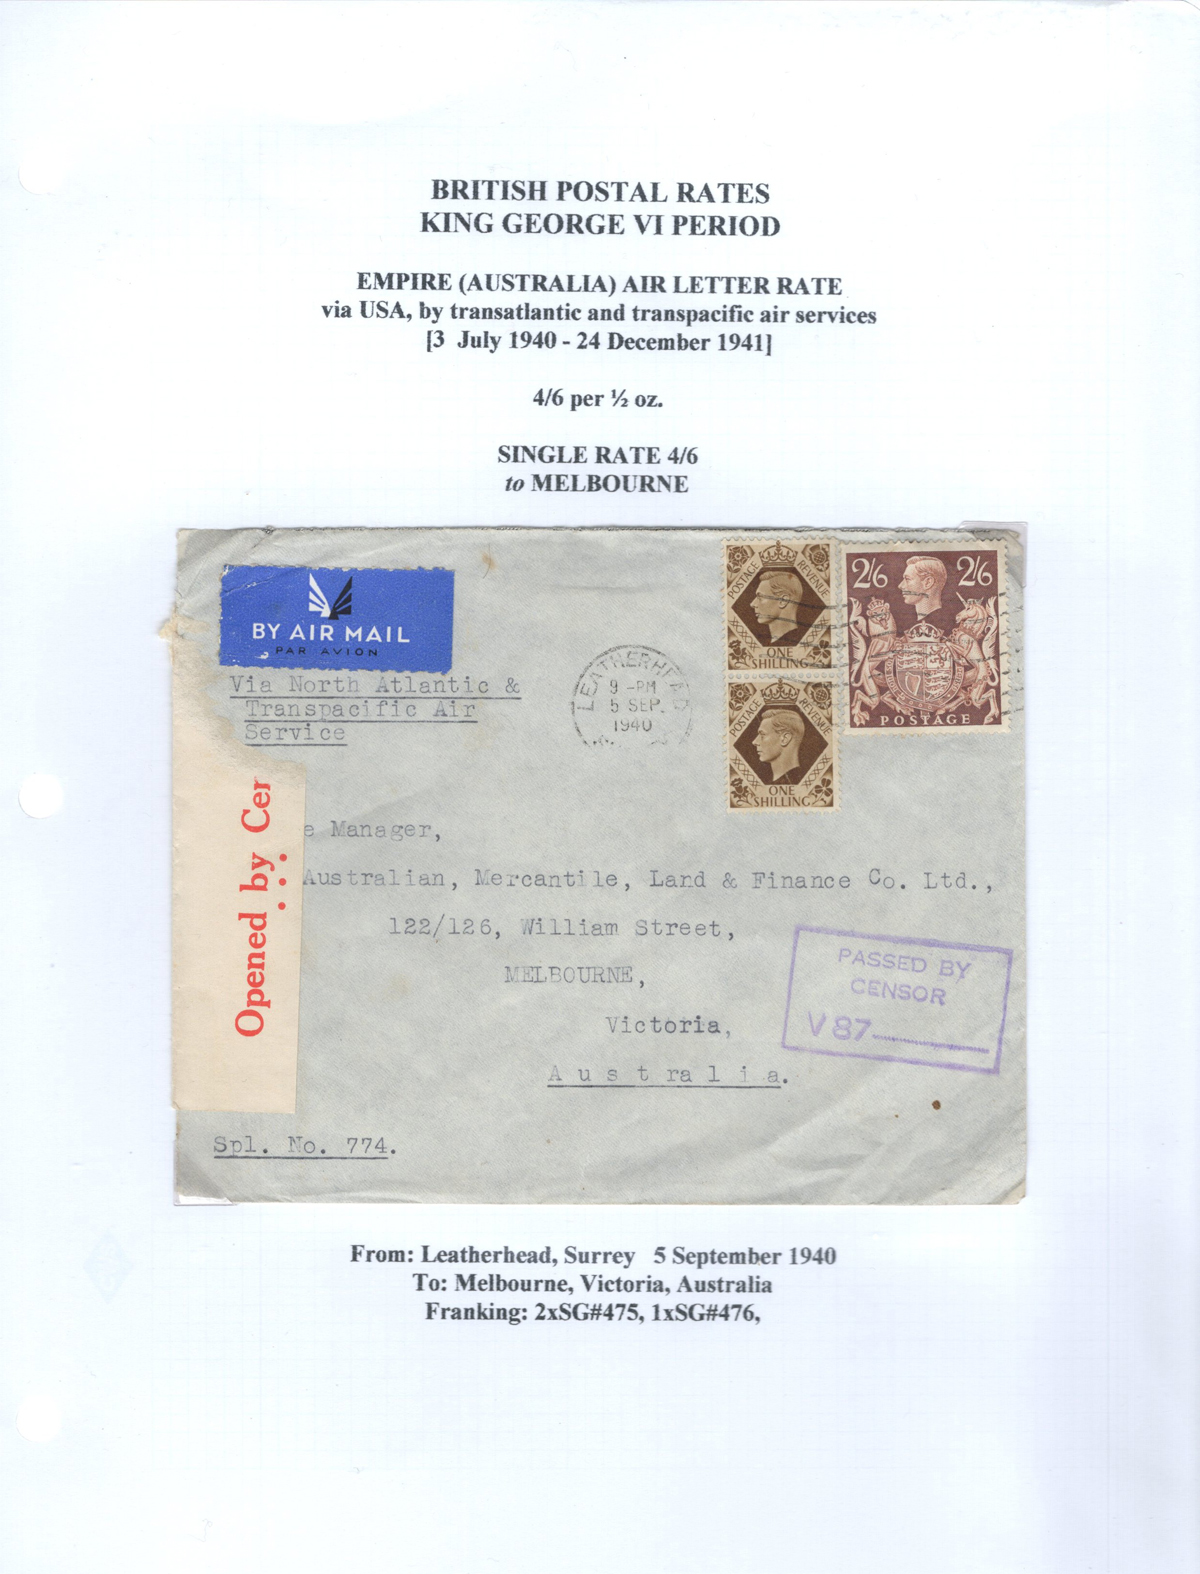 BRITISH POSTAL RATES
KING GEORGE VI PERIOD
EMPIRE (AUSTRALIA) AIR LETTER RATE
via USA, by transatlantic and transpacific air services
[3 July 1940 - 24 December 1941]
4/6 per ½ oz.
SINGLE RATE 4/6
to MELBOURNE
BY AIR MAIL
PAR AVION
Via North Atlantic &
Transpacific Air
Service
LEATHERHEAD
9 -PM
5 SEP.
1940
POSTAGE REVENUE
ONE
SHILLING
POSTAGE REVENUE
ONE
SHILLING
2/6 2/6
POSTAGE
Opened by Cen
e Manager,
Australian, Mercantile, Land & Finance Co. Ltd.,
122/126, William Street,
MELBOURNE,
Victoria,
Australia.
PASSED BY
CENSOR
V 87
Spl. No. 774.
From: Leatherhead, Surrey 5 September 1940
To: Melbourne, Victoria, Australia
Franking: 2xSG#475, 1xSG#476,